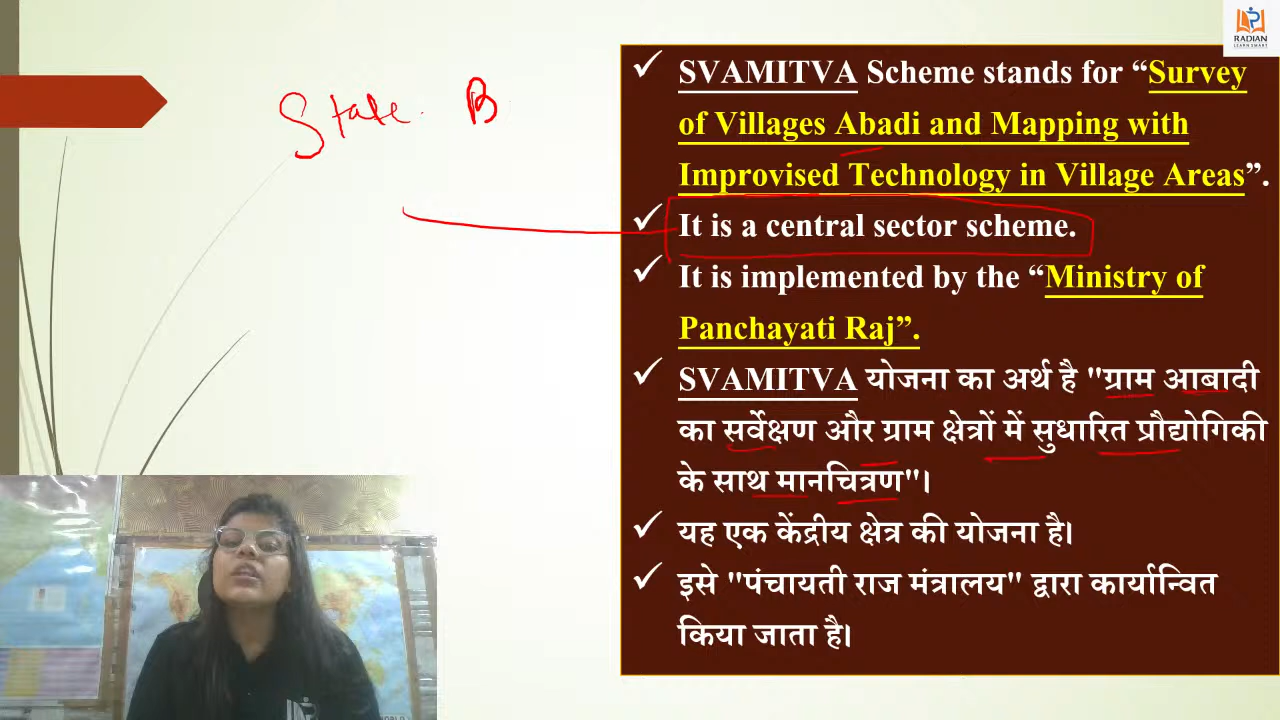 RADIAN
LEARN SMART
State. B
✓ SVAMITVA Scheme stands for “Survey
of Villages Abadi and Mapping with
Improvised Technology in Village Areas”.
✓ It is a central sector scheme.
✓ It is implemented by the “Ministry of
Panchayati Raj”.
✓ SVAMITVA योजना का अर्थ है "ग्राम आबादी
का सर्वेक्षण और ग्राम क्षेत्रों में सुधारित प्रौद्योगिकी
के साथ मानचित्रण"।
✓ यह एक केंद्रीय क्षेत्र की योजना है।
✓ इसे "पंचायती राज मंत्रालय" द्वारा कार्यान्वित
किया जाता है।